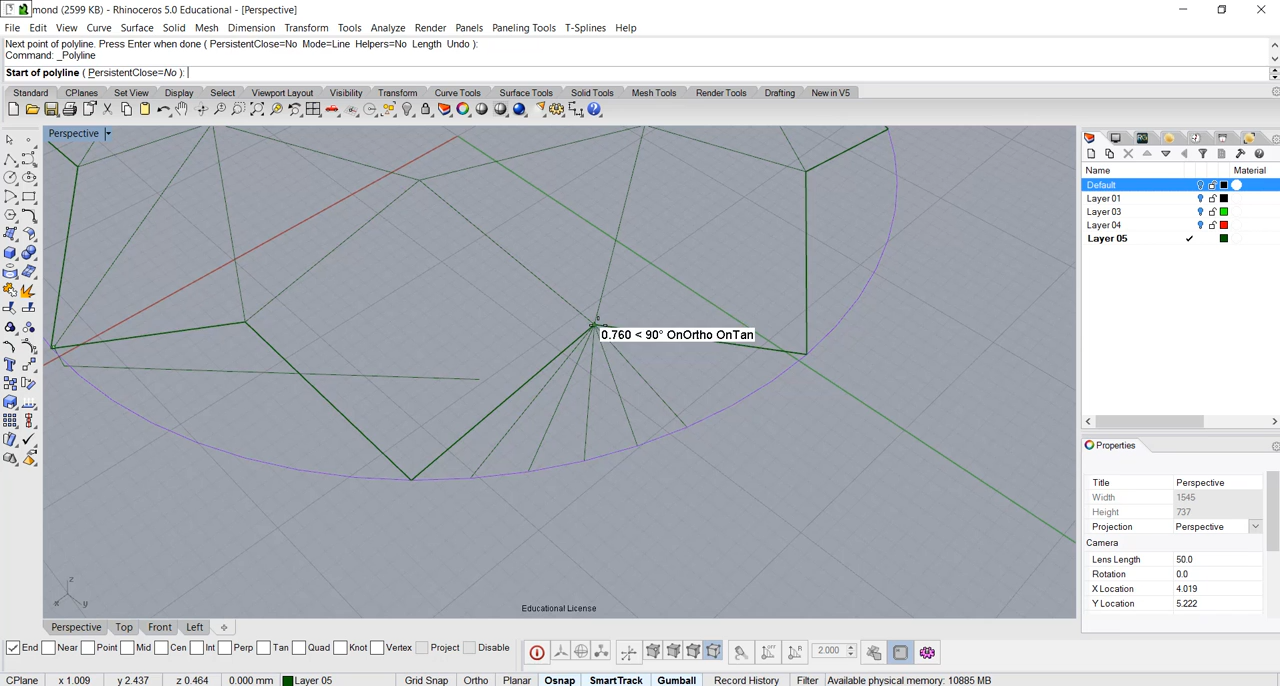 mond (2599 KB) - Rhinoceros 5.0 Educational - [Perspective]
File Edit View Curve Surface Solid Mesh Dimension Transform Tools Analyze Render Panels Paneling Tools T-Splines Help
Next point of polyline. Press Enter when done ( PersistentClose=No Mode=Line Helpers=No Length Undo ):
Command: _Polyline
Start of polyline ( PersistentClose=No ):
Standard CPlanes Set View Display Select Viewport Layout Visibility Transform Curve Tools Surface Tools Solid Tools Mesh Tools Render Tools Drafting New in V5
Perspective
Name Material
Default
Layer 01
Layer 03
Layer 04
Layer 05
0.760 < 90° OnOrtho OnTan
Properties
Title Perspective
Width 1545
Height 737
Projection Perspective
Camera
Lens Length 50.0
Rotation 0.0
X Location 4.019
Y Location 5.222
z
x y
Educational License
Perspective Top Front Left
End Near Point Mid Cen Int Perp Tan Quad Knot Vertex Project Disable
2.000
CPlane x 1.009 y 2.437 z 0.464 0.000 mm Layer 05 Grid Snap Ortho Planar Osnap SmartTrack Gumball Record History Filter Available physical memory: 10885 MB